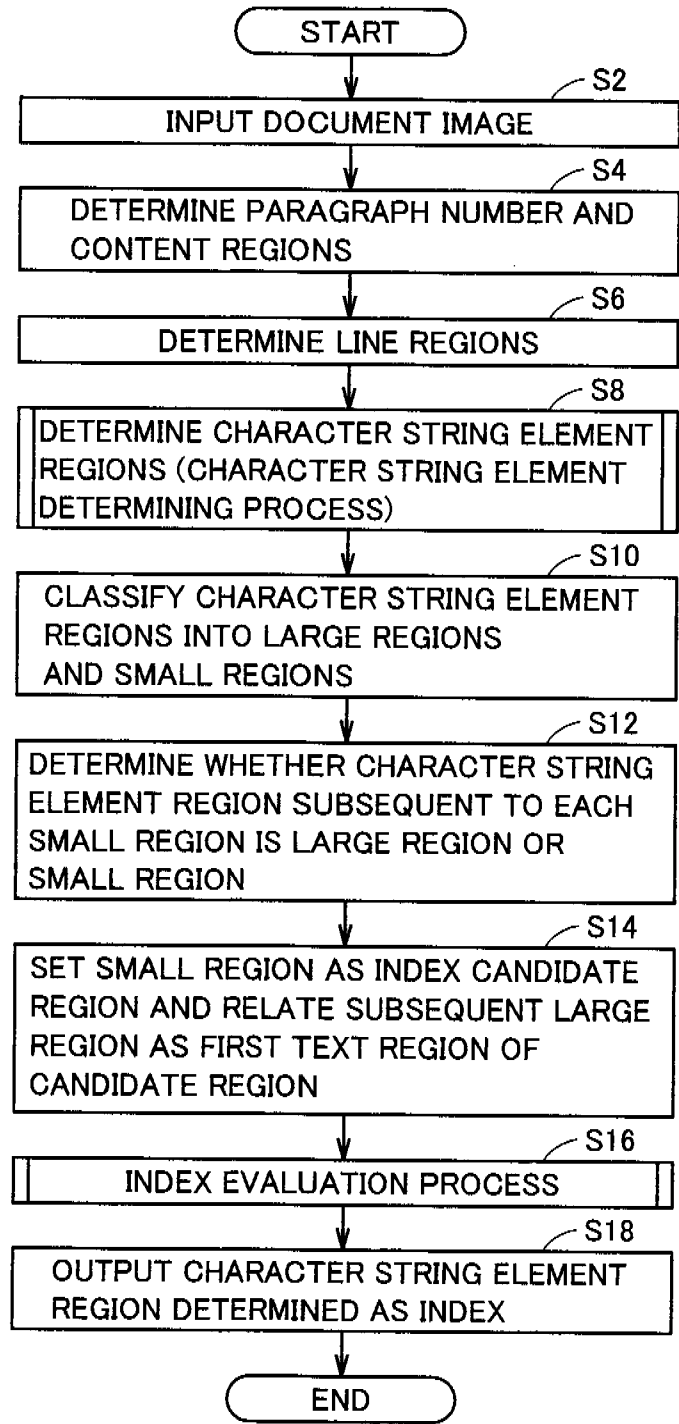 START
S2
INPUT DOCUMENT IMAGE
S4
DETERMINE PARAGRAPH NUMBER AND
CONTENT REGIONS
S6
DETERMINE LINE REGIONS
S8
DETERMINE CHARACTER STRING ELEMENT
REGIONS (CHARACTER STRING ELEMENT
DETERMINING PROCESS)
S10
CLASSIFY CHARACTER STRING ELEMENT
REGIONS INTO LARGE REGIONS
AND SMALL REGIONS
S12
DETERMINE WHETHER CHARACTER STRING
ELEMENT REGION SUBSEQUENT TO EACH
SMALL REGION IS LARGE REGION OR
SMALL REGION
S14
SET SMALL REGION AS INDEX CANDIDATE
REGION AND RELATE SUBSEQUENT LARGE
REGION AS FIRST TEXT REGION OF
CANDIDATE REGION
S16
INDEX EVALUATION PROCESS
S18
OUTPUT CHARACTER STRING ELEMENT
REGION DETERMINED AS INDEX
END